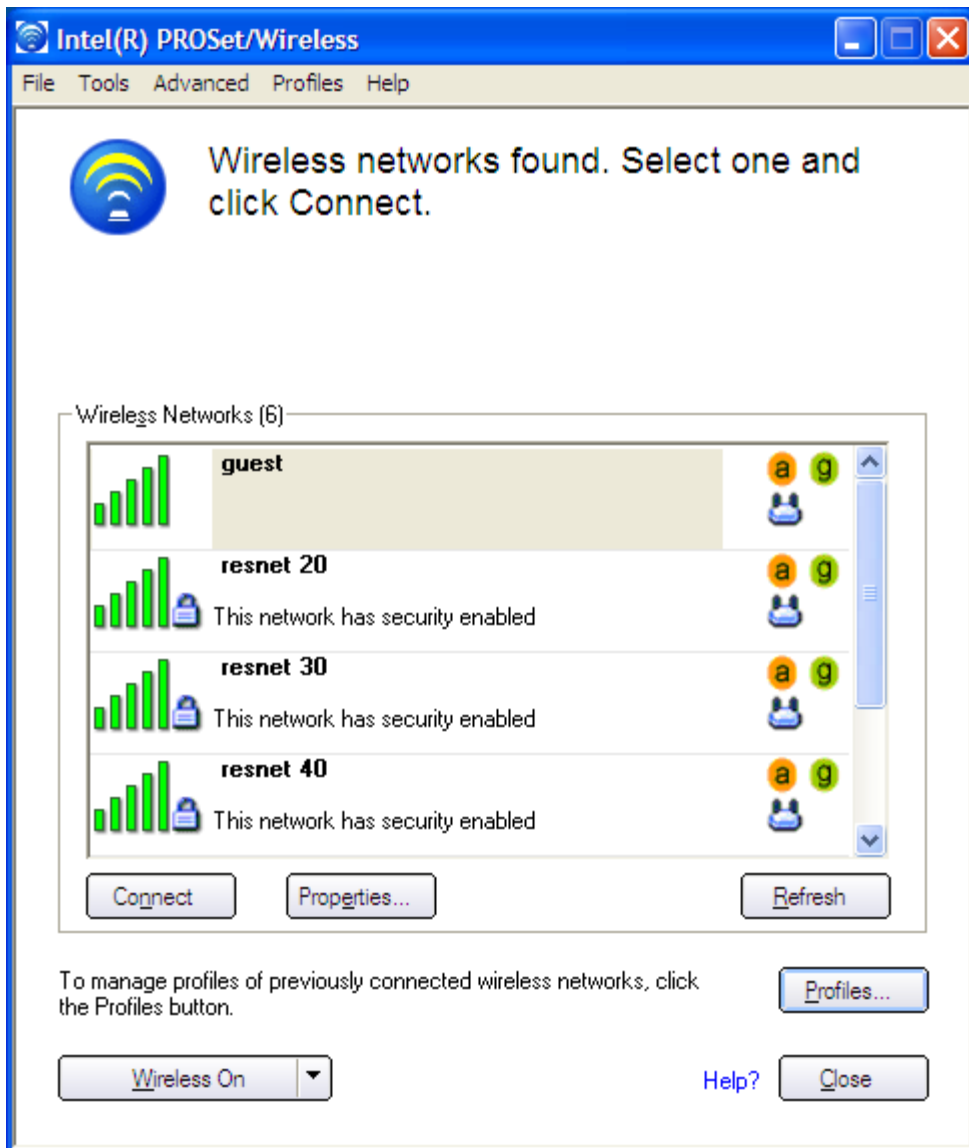 Intel(R) PROSet/Wireless
File Tools Advanced Profiles Help
Wireless networks found. Select one and
click Connect.
Wireless Networks (6)
guest
a g
resnet 20
a g
This network has security enabled
resnet 30
a g
This network has security enabled
resnet 40
a g
This network has security enabled
Connect Properties... Refresh
To manage profiles of previously connected wireless networks, click
the Profiles button.
Profiles...
Wireless On
Help? Close